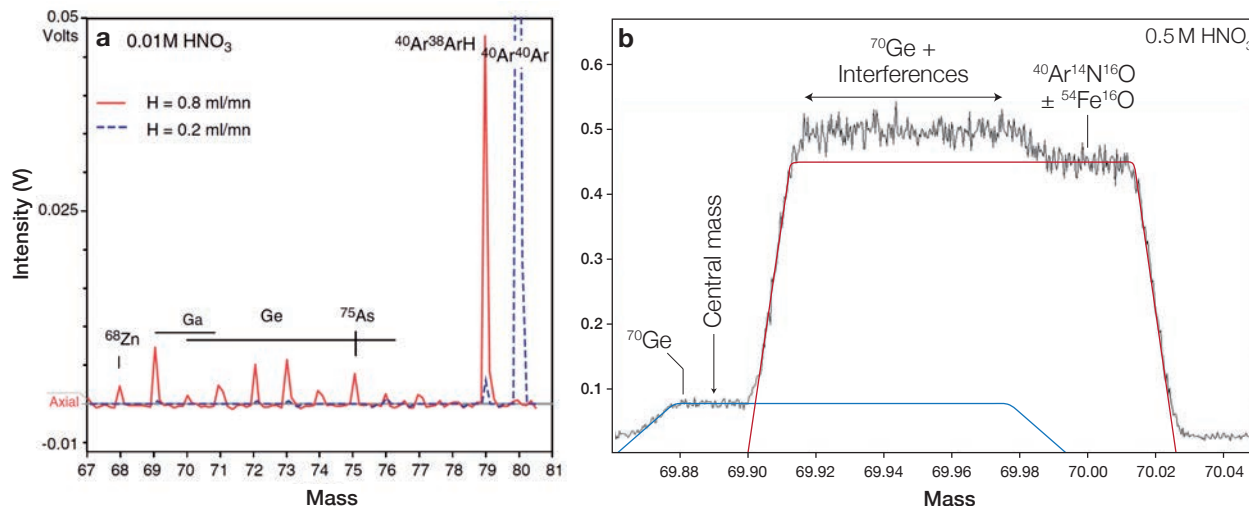 0.05
Volts
a
0.01M HNO₃
⁴⁰Ar³⁸ArH
⁴⁰Ar⁴⁰Ar
H = 0.8 ml/mn
H = 0.2 ml/mn
Intensity (V)
0.025
⁶⁸Zn
Ga
Ge
⁷⁵As
Axial
-0.01
67 68 69 70 71 72 73 74 75 76 77 78 79 80 81
Mass
b
0.5 M HNO₃
0.6
0.5
0.4
0.3
0.2
0.1
⁷⁰Ge +
Interferences
⁴⁰Ar¹⁴N¹⁶O
± ⁵⁴Fe¹⁶O
⁷⁰Ge
Central mass
69.88 69.90 69.92 69.94 69.96 69.98 70.00 70.02 70.04
Mass